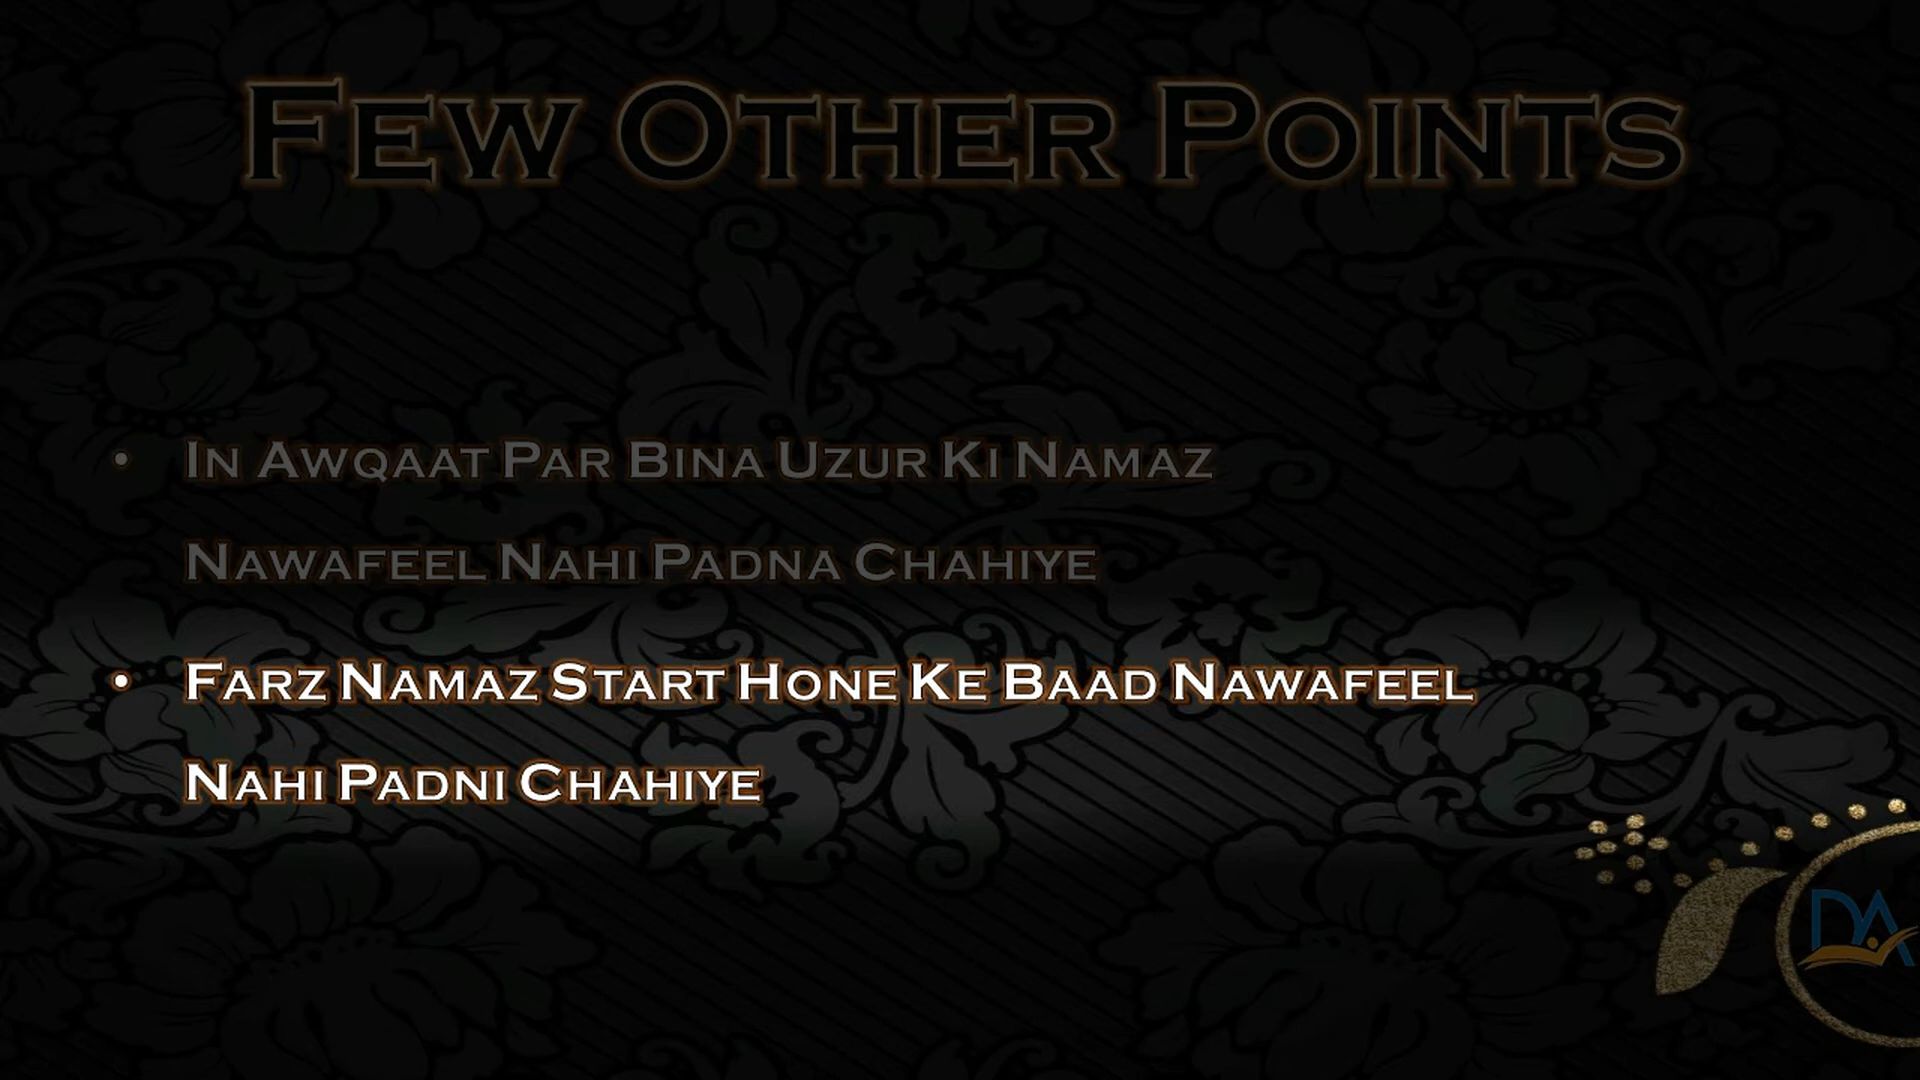 Few Other Points
• In Awqaat Par Bina Uzur Ki Namaz
Nawafeel Nahi Padna Chahiye
• Farz Namaz Start Hone Ke Baad Nawafeel
Nahi Padni Chahiye
DA